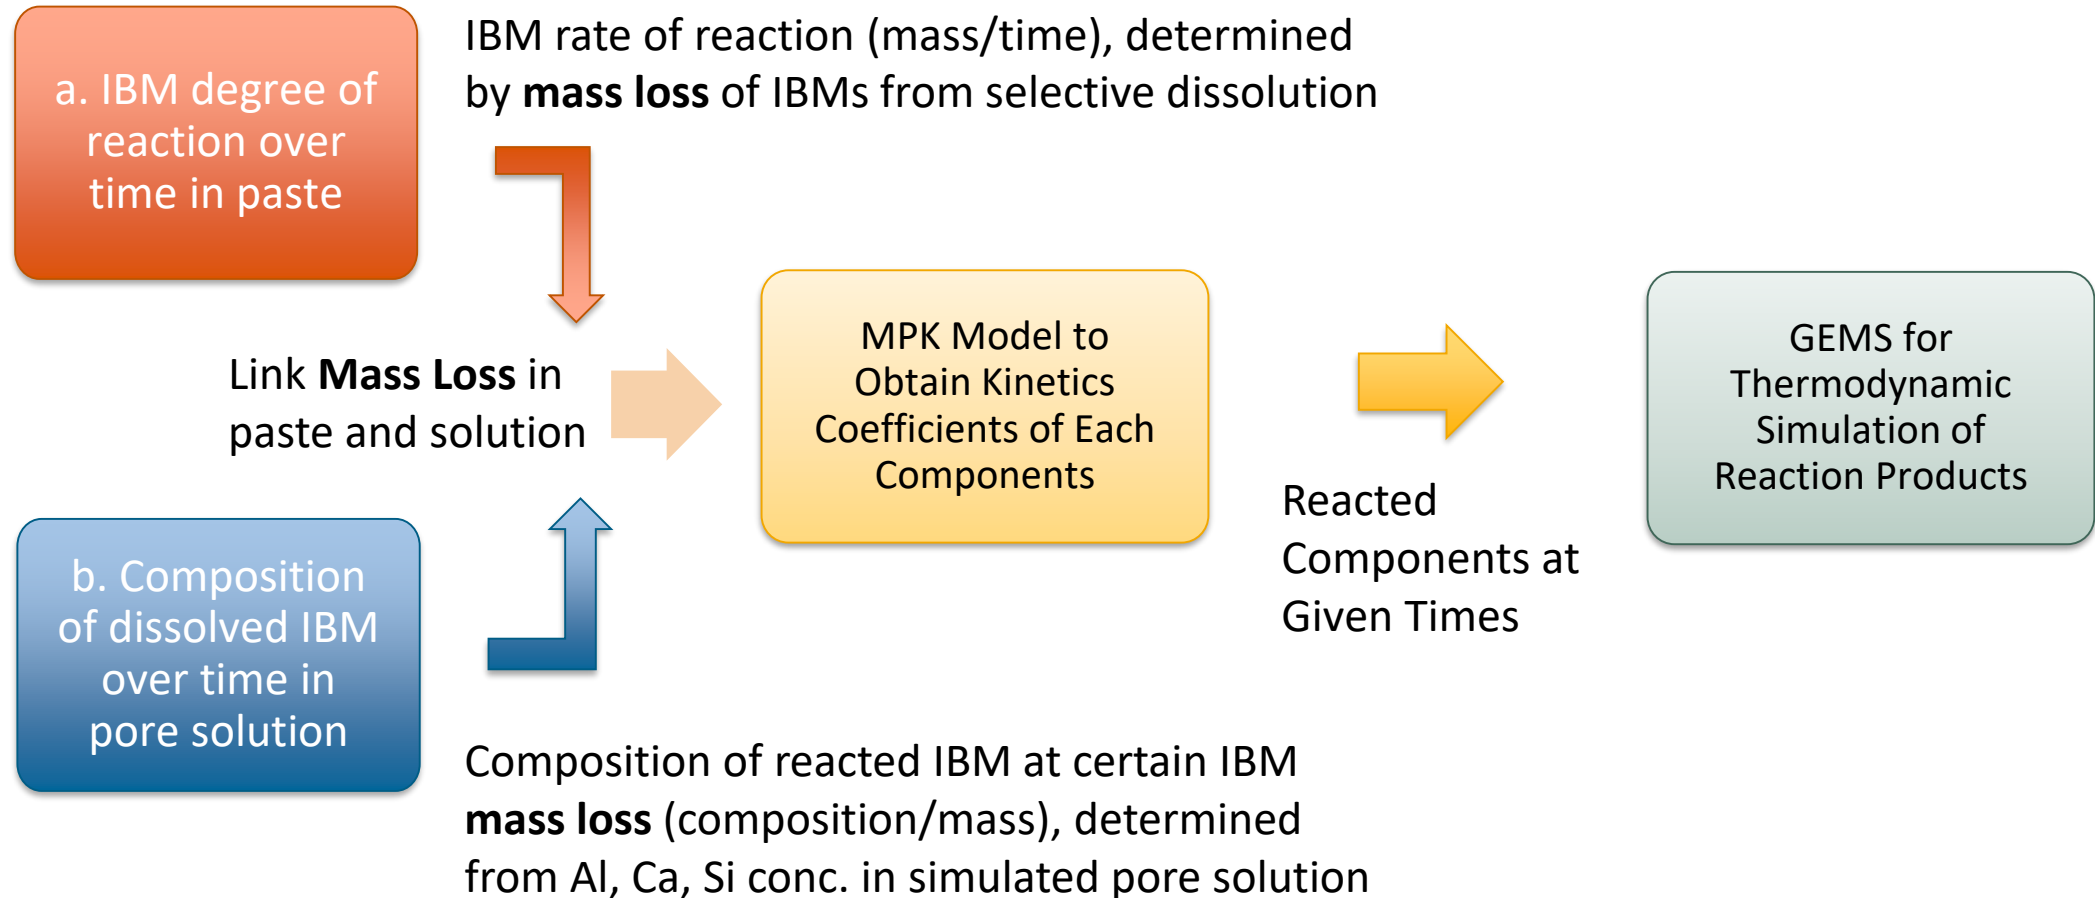 a. IBM degree of
reaction over
time in paste
IBM rate of reaction (mass/time), determined
by mass loss of IBMs from selective dissolution
Link Mass Loss in
paste and solution
b. Composition
of dissolved IBM
over time in
pore solution
Composition of reacted IBM at certain IBM
mass loss (composition/mass), determined
from Al, Ca, Si conc. in simulated pore solution
MPK Model to
Obtain Kinetics
Coefficients of Each
Components
Reacted
Components at
Given Times
GEMS for
Thermodynamic
Simulation of
Reaction Products